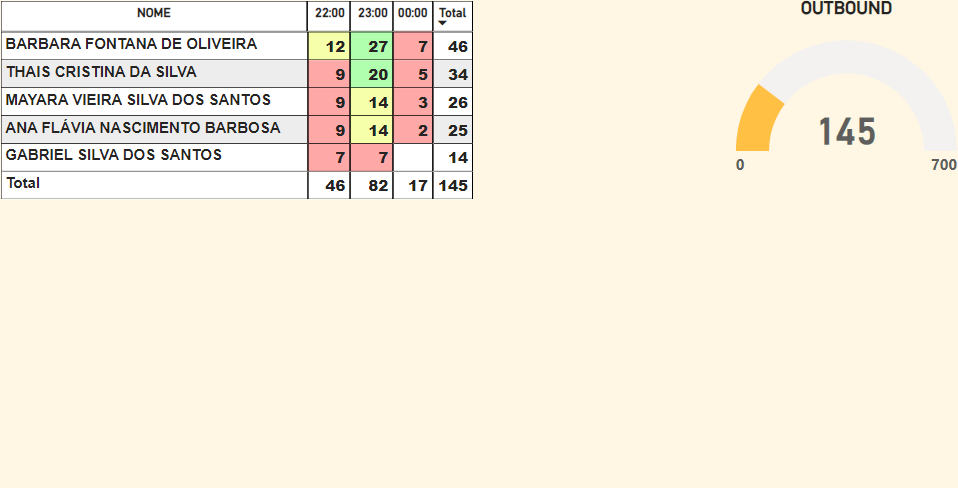 NOME 22:00 23:00 00:00 Total
BARBARA FONTANA DE OLIVEIRA 12 27 7 46
THAIS CRISTINA DA SILVA 9 20 5 34
MAYARA VIEIRA SILVA DOS SANTOS 9 14 3 26
ANA FLÁVIA NASCIMENTO BARBOSA 9 14 2 25
GABRIEL SILVA DOS SANTOS 7 7 14
Total 46 82 17 145
OUTBOUND
145
0 700